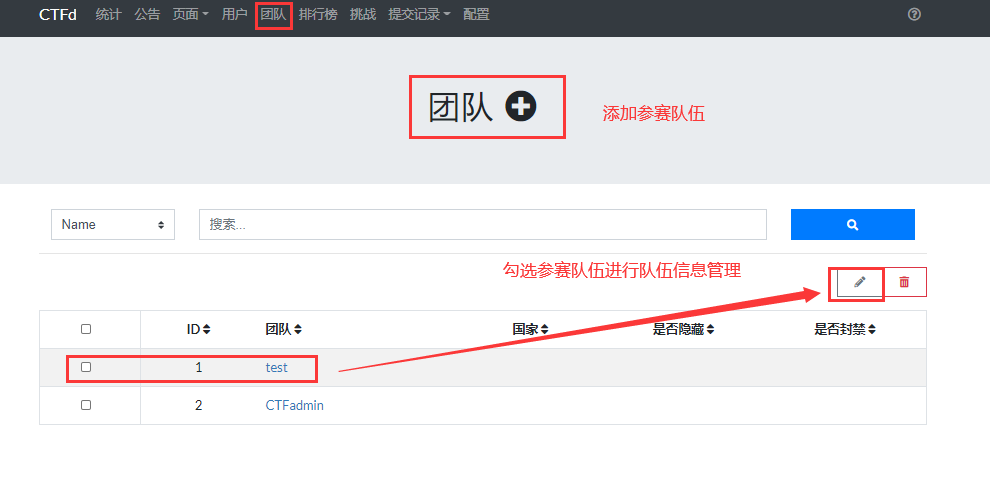 CTFd 统计 公告 页面 用户 团队 排行榜 挑战 提交记录 配置
团队
添加参赛队伍
Name 搜索...
勾选参赛队伍进行队伍信息管理
ID 团队 国家 是否隐藏 是否封禁
1 test
2 CTFadmin